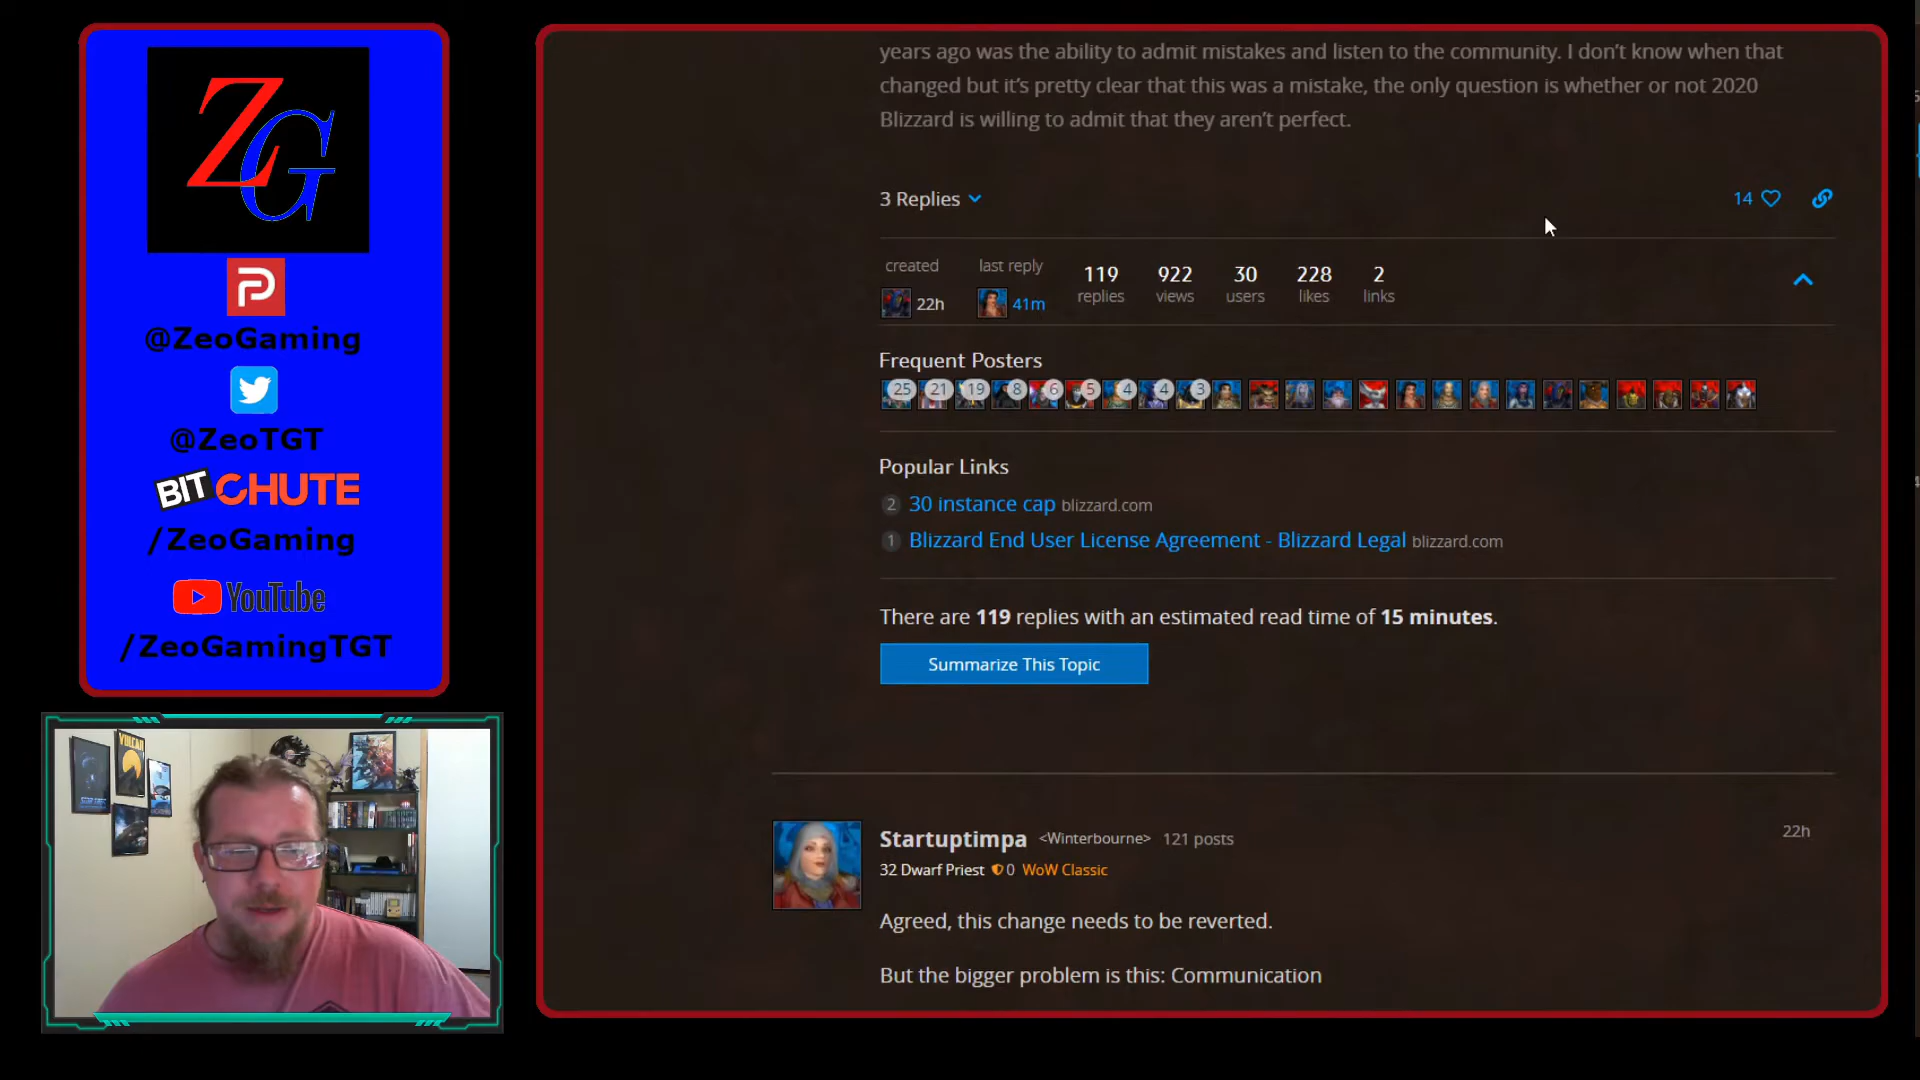 ZG
@ZeoGaming
@ZeoTGT
BIT CHUTE
/ZeoGaming
YouTube
/ZeoGamingTGT
VULCAN
years ago was the ability to admit mistakes and listen to the community. I don't know when that
changed but it's pretty clear that this was a mistake, the only question is whether or not 2020
Blizzard is willing to admit that they aren't perfect.
3 Replies
14
created
last reply
119
922
30
228
2
22h
41m
replies
views
users
likes
links
Frequent Posters
25 21 19 8 6 5 4 4 3
Popular Links
2 30 instance cap blizzard.com
1 Blizzard End User License Agreement - Blizzard Legal blizzard.com
There are 119 replies with an estimated read time of 15 minutes.
Summarize This Topic
Startuptimpa <Winterbourne> 121 posts
22h
32 Dwarf Priest 0 WoW Classic
Agreed, this change needs to be reverted.
But the bigger problem is this: Communication